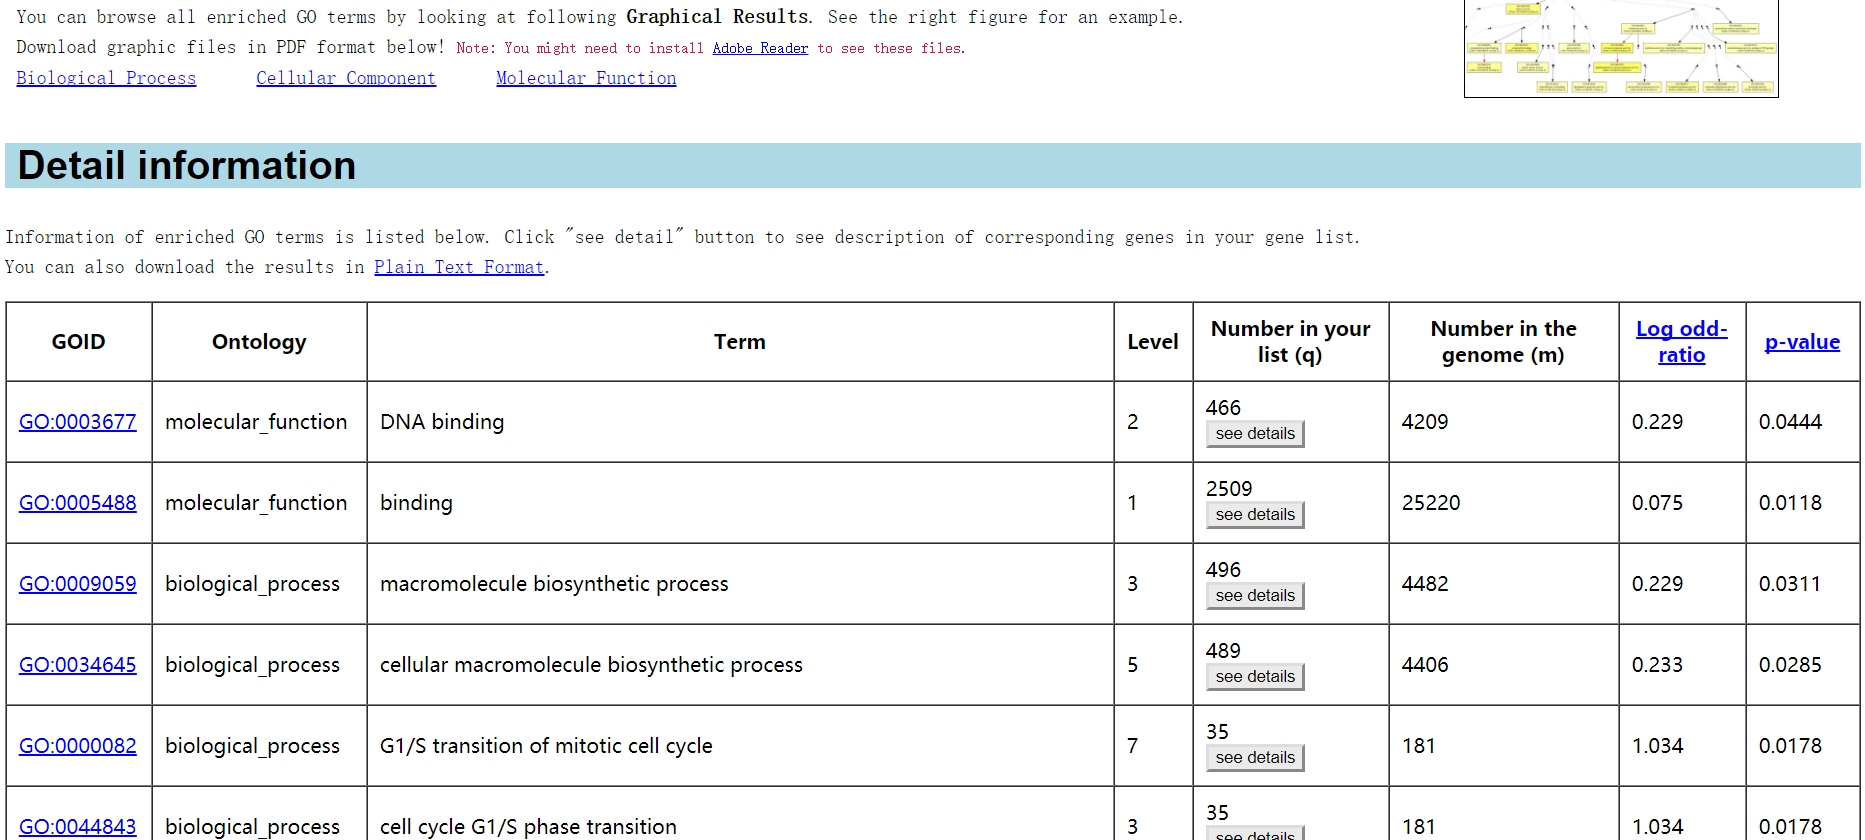 You can browse all enriched GO terms by looking at following Graphical Results. See the right figure for an example.
Download graphic files in PDF format below! Note: You might need to install Adobe Reader to see these files.
Biological Process Cellular Component Molecular Function
Detail information
Information of enriched GO terms is listed below. Click "see detail" button to see description of corresponding genes in your gene list.
You can also download the results in Plain Text Format.
GOID Ontology Term Level Number in your list (q) Number in the genome (m) Log odd-ratio p-value
GO:0003677 molecular_function DNA binding 2 466 see details 4209 0.229 0.0444
GO:0005488 molecular_function binding 1 2509 see details 25220 0.075 0.0118
GO:0009059 biological_process macromolecule biosynthetic process 3 496 see details 4482 0.229 0.0311
GO:0034645 biological_process cellular macromolecule biosynthetic process 5 489 see details 4406 0.233 0.0285
GO:0000082 biological_process G1/S transition of mitotic cell cycle 7 35 see details 181 1.034 0.0178
GO:0044843 biological_process cell cycle G1/S phase transition 3 35 see details 181 1.034 0.0178